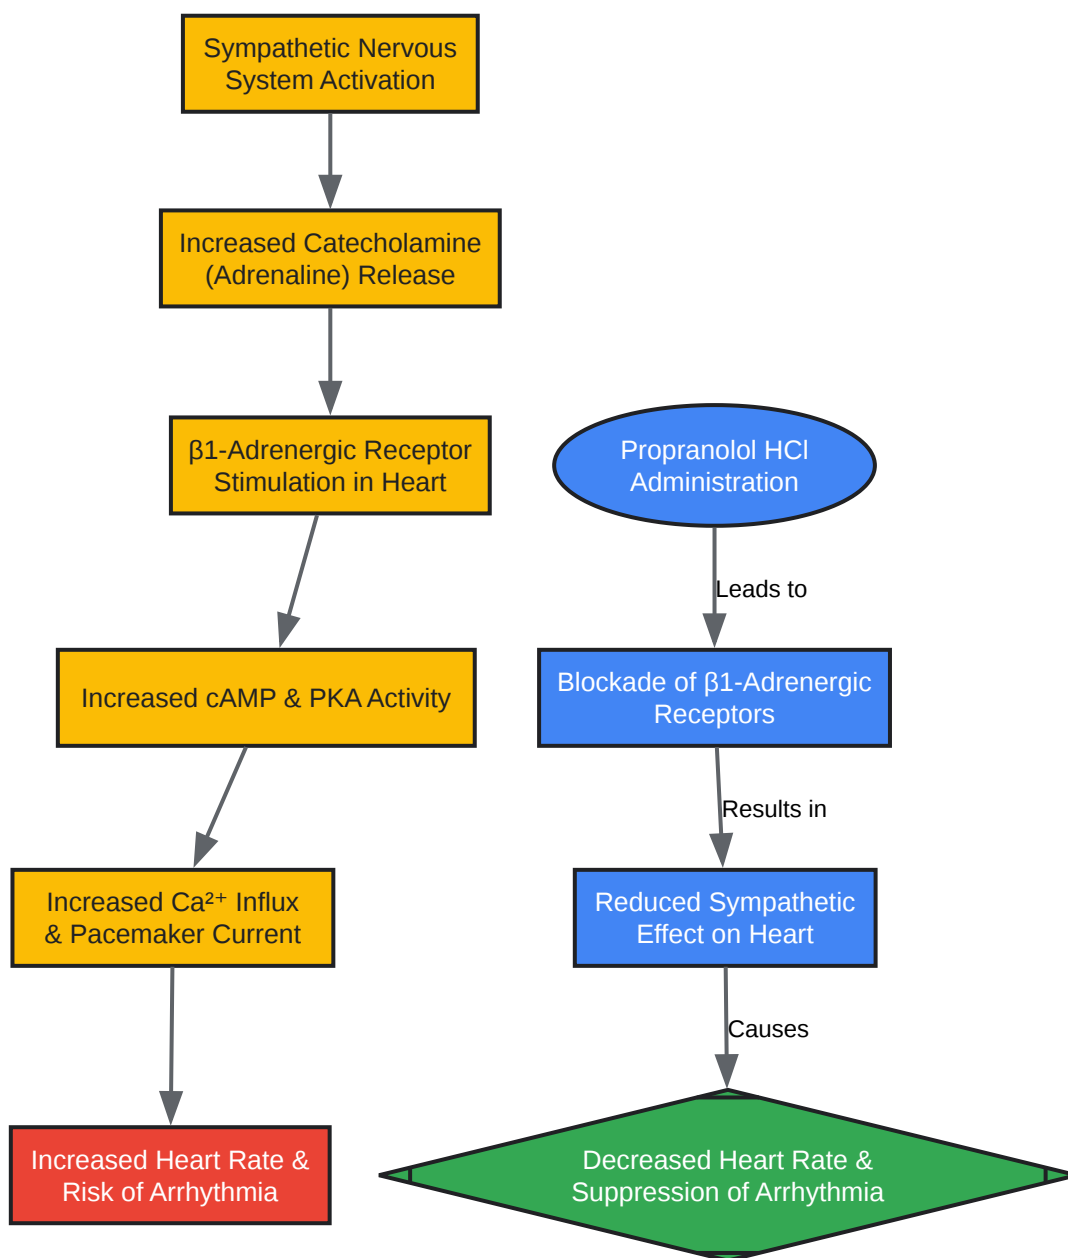 Sympathetic Nervous
System Activation
Increased Catecholamine
(Adrenaline) Release
β1-Adrenergic Receptor
Stimulation in Heart
Propranolol HCl
Administration
Leads to
Increased cAMP & PKA Activity
Blockade of β1-Adrenergic
Receptors
Results in
Increased Ca²⁺ Influx
& Pacemaker Current
Reduced Sympathetic
Effect on Heart
Causes
Increased Heart Rate &
Risk of Arrhythmia
Decreased Heart Rate &
Suppression of Arrhythmia